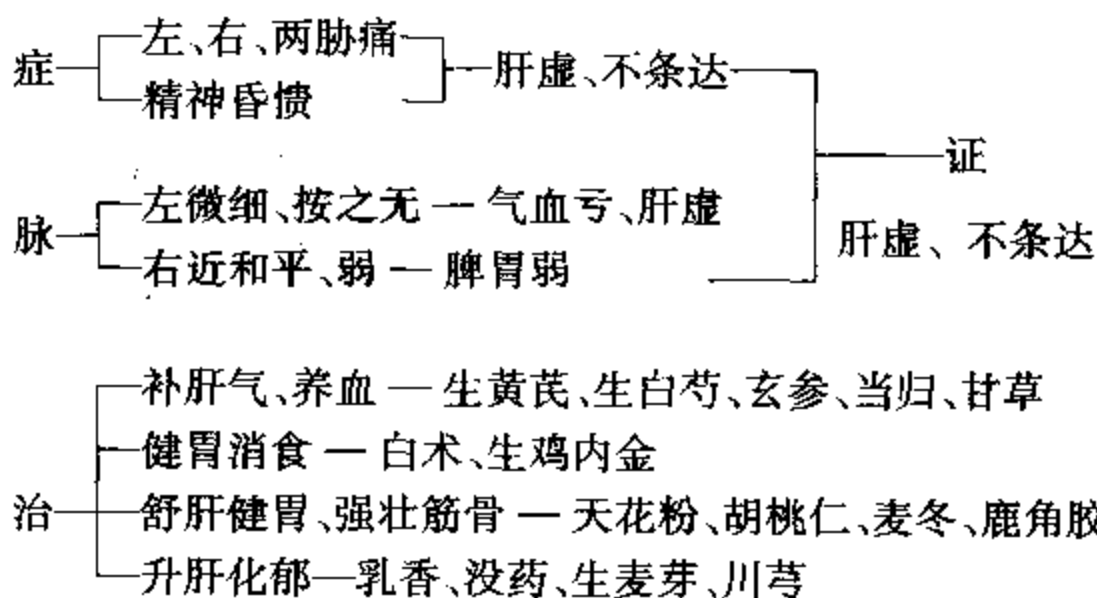 症
左、右、两胁痛
精神昏愦
肝虚、不条达
证
脉
左微细、按之无 — 气血亏、肝虚
右近和平、弱 — 脾胃弱
肝虚、不条达
治
补肝气、养血 — 生黄芪、生白芍、玄参、当归、甘草
健胃消食 — 白术、生鸡内金
舒肝健胃、强壮筋骨 — 天花粉、胡桃仁、麦冬、鹿角胶
升肝化郁—乳香、没药、生麦芽、川芎